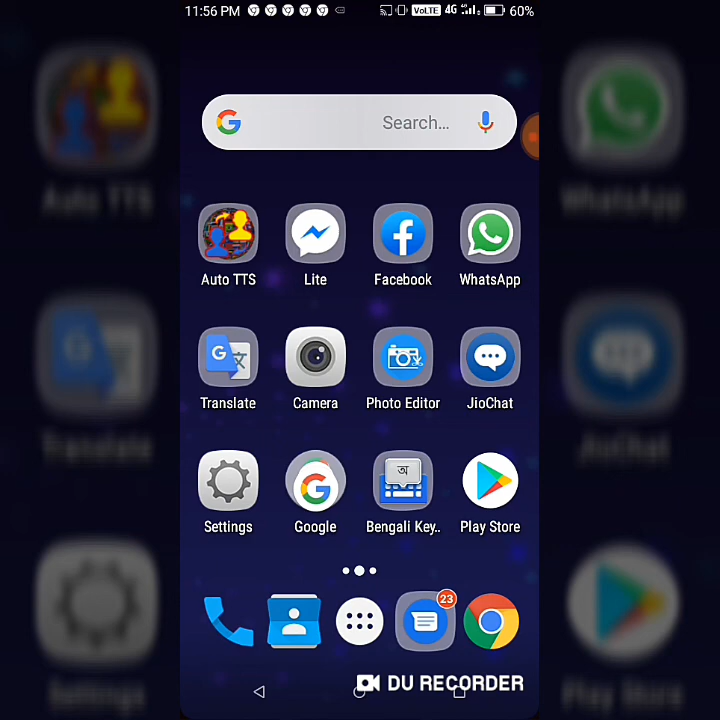 11:56 PM VoLTE 4G 60%
Search...
Auto TTS Lite Facebook WhatsApp
Translate Camera Photo Editor JioChat
Settings Google Bengali Key.. Play Store
অ
23
DU RECORDER
Auto TTS WhatsApp
Translate JioChat
Settings Play Store